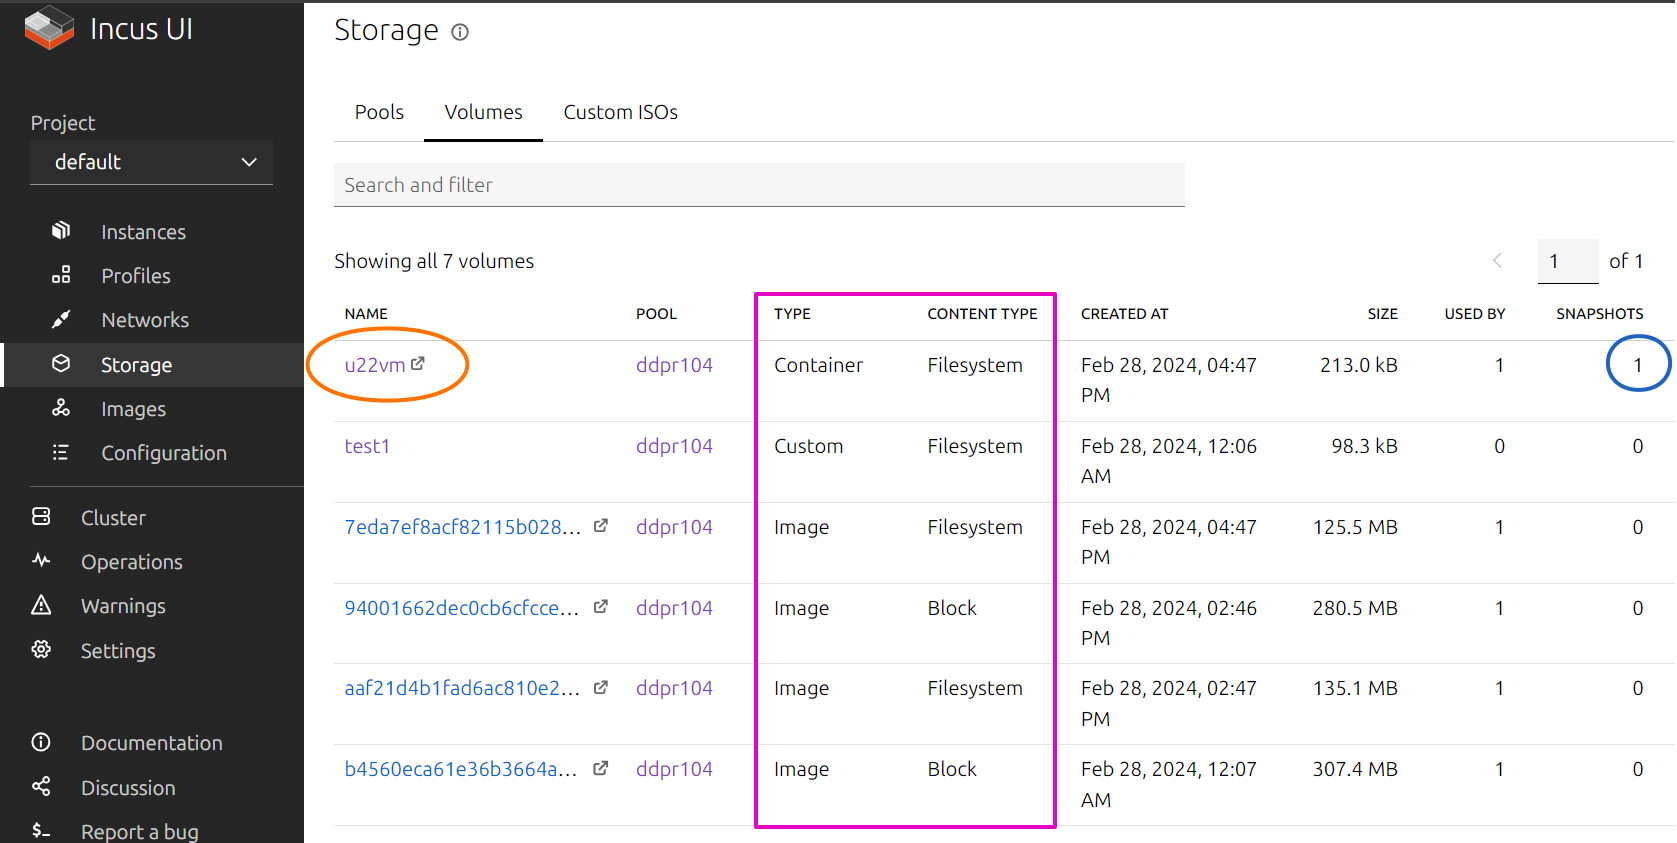 Incus UI
Project
default
Instances
Profiles
Networks
Storage
Images
Configuration
Cluster
Operations
Warnings
Settings
Documentation
Discussion
Report a bug
Storage
Pools Volumes Custom ISOs
Search and filter
Showing all 7 volumes 1 of 1
NAME POOL TYPE CONTENT TYPE CREATED AT SIZE USED BY SNAPSHOTS
u22vm ddpr104 Container Filesystem Feb 28, 2024, 04:47 213.0 kB 1 1
PM
test1 ddpr104 Custom Filesystem Feb 28, 2024, 12:06 98.3 kB 0 0
AM
7eda7ef8acf82115b028... ddpr104 Image Filesystem Feb 28, 2024, 04:47 125.5 MB 1 0
PM
94001662dec0cb6cfcce... ddpr104 Image Block Feb 28, 2024, 02:46 280.5 MB 1 0
PM
aaf21d4b1fad6ac810e2... ddpr104 Image Filesystem Feb 28, 2024, 02:47 135.1 MB 1 0
PM
b4560eca61e36b3664a... ddpr104 Image Block Feb 28, 2024, 12:07 307.4 MB 1 0
AM